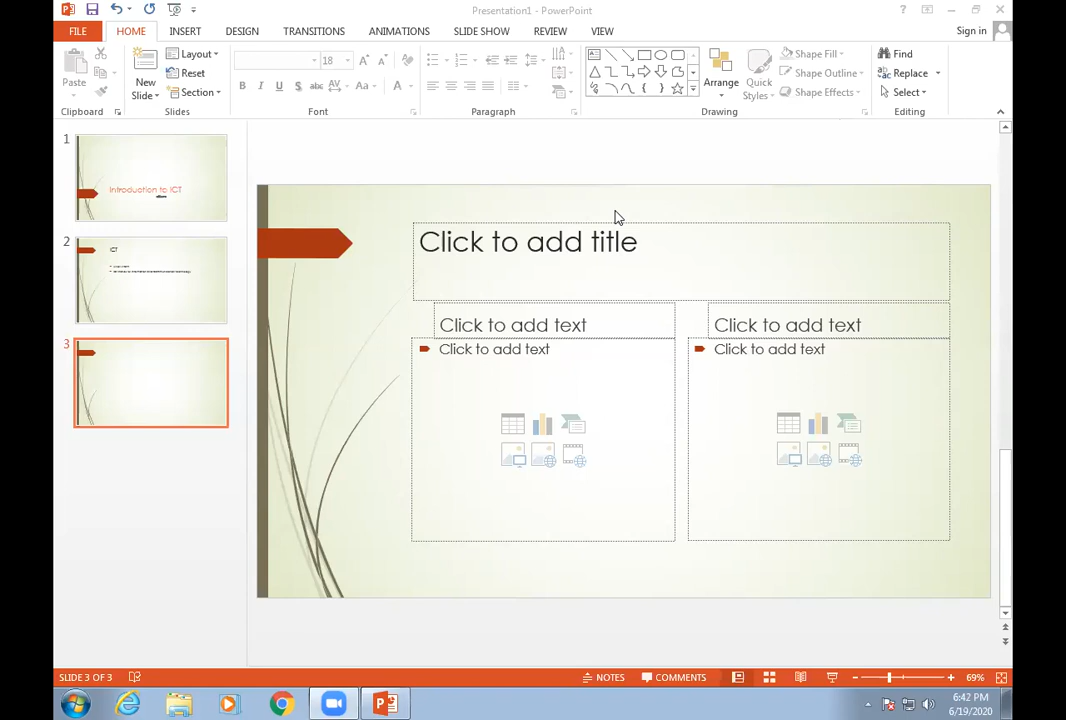 Presentation1 - PowerPoint
FILE HOME INSERT DESIGN TRANSITIONS ANIMATIONS SLIDE SHOW REVIEW VIEW Sign in
Paste
Clipboard
New Slide
Layout
Reset
Section
Slides
18
B I U S abc AV Aa A
Font
Paragraph
Arrange
Quick Styles
Shape Fill
Shape Outline
Shape Effects
Drawing
Find
Replace
Select
Editing
1
Introduction to ICT
2
ICT
3
Click to add title
Click to add text
Click to add text
Click to add text
Click to add text
SLIDE 3 OF 3
NOTES COMMENTS 69%
6:42 PM
6/19/2020